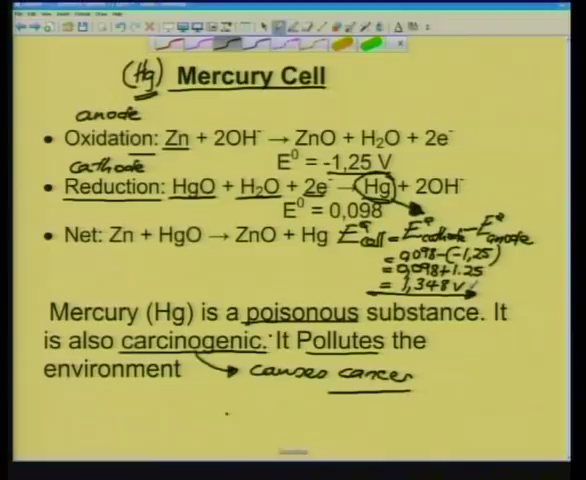 (Hg) Mercury Cell
anode
• Oxidation: Zn + 2OH⁻ → ZnO + H₂O + 2e⁻
cathode
E⁰ = -1,25 V
• Reduction: HgO + H₂O + 2e⁻ → Hg + 2OH⁻
E⁰ = 0,098
• Net: Zn + HgO → ZnO + Hg E°cell = E°cathode - E°anode
= 0,098-(-1,25)
= 0,098+1.25
= 1,348 V
Mercury (Hg) is a poisonous substance. It
is also carcinogenic. It Pollutes the
environment causes cancer